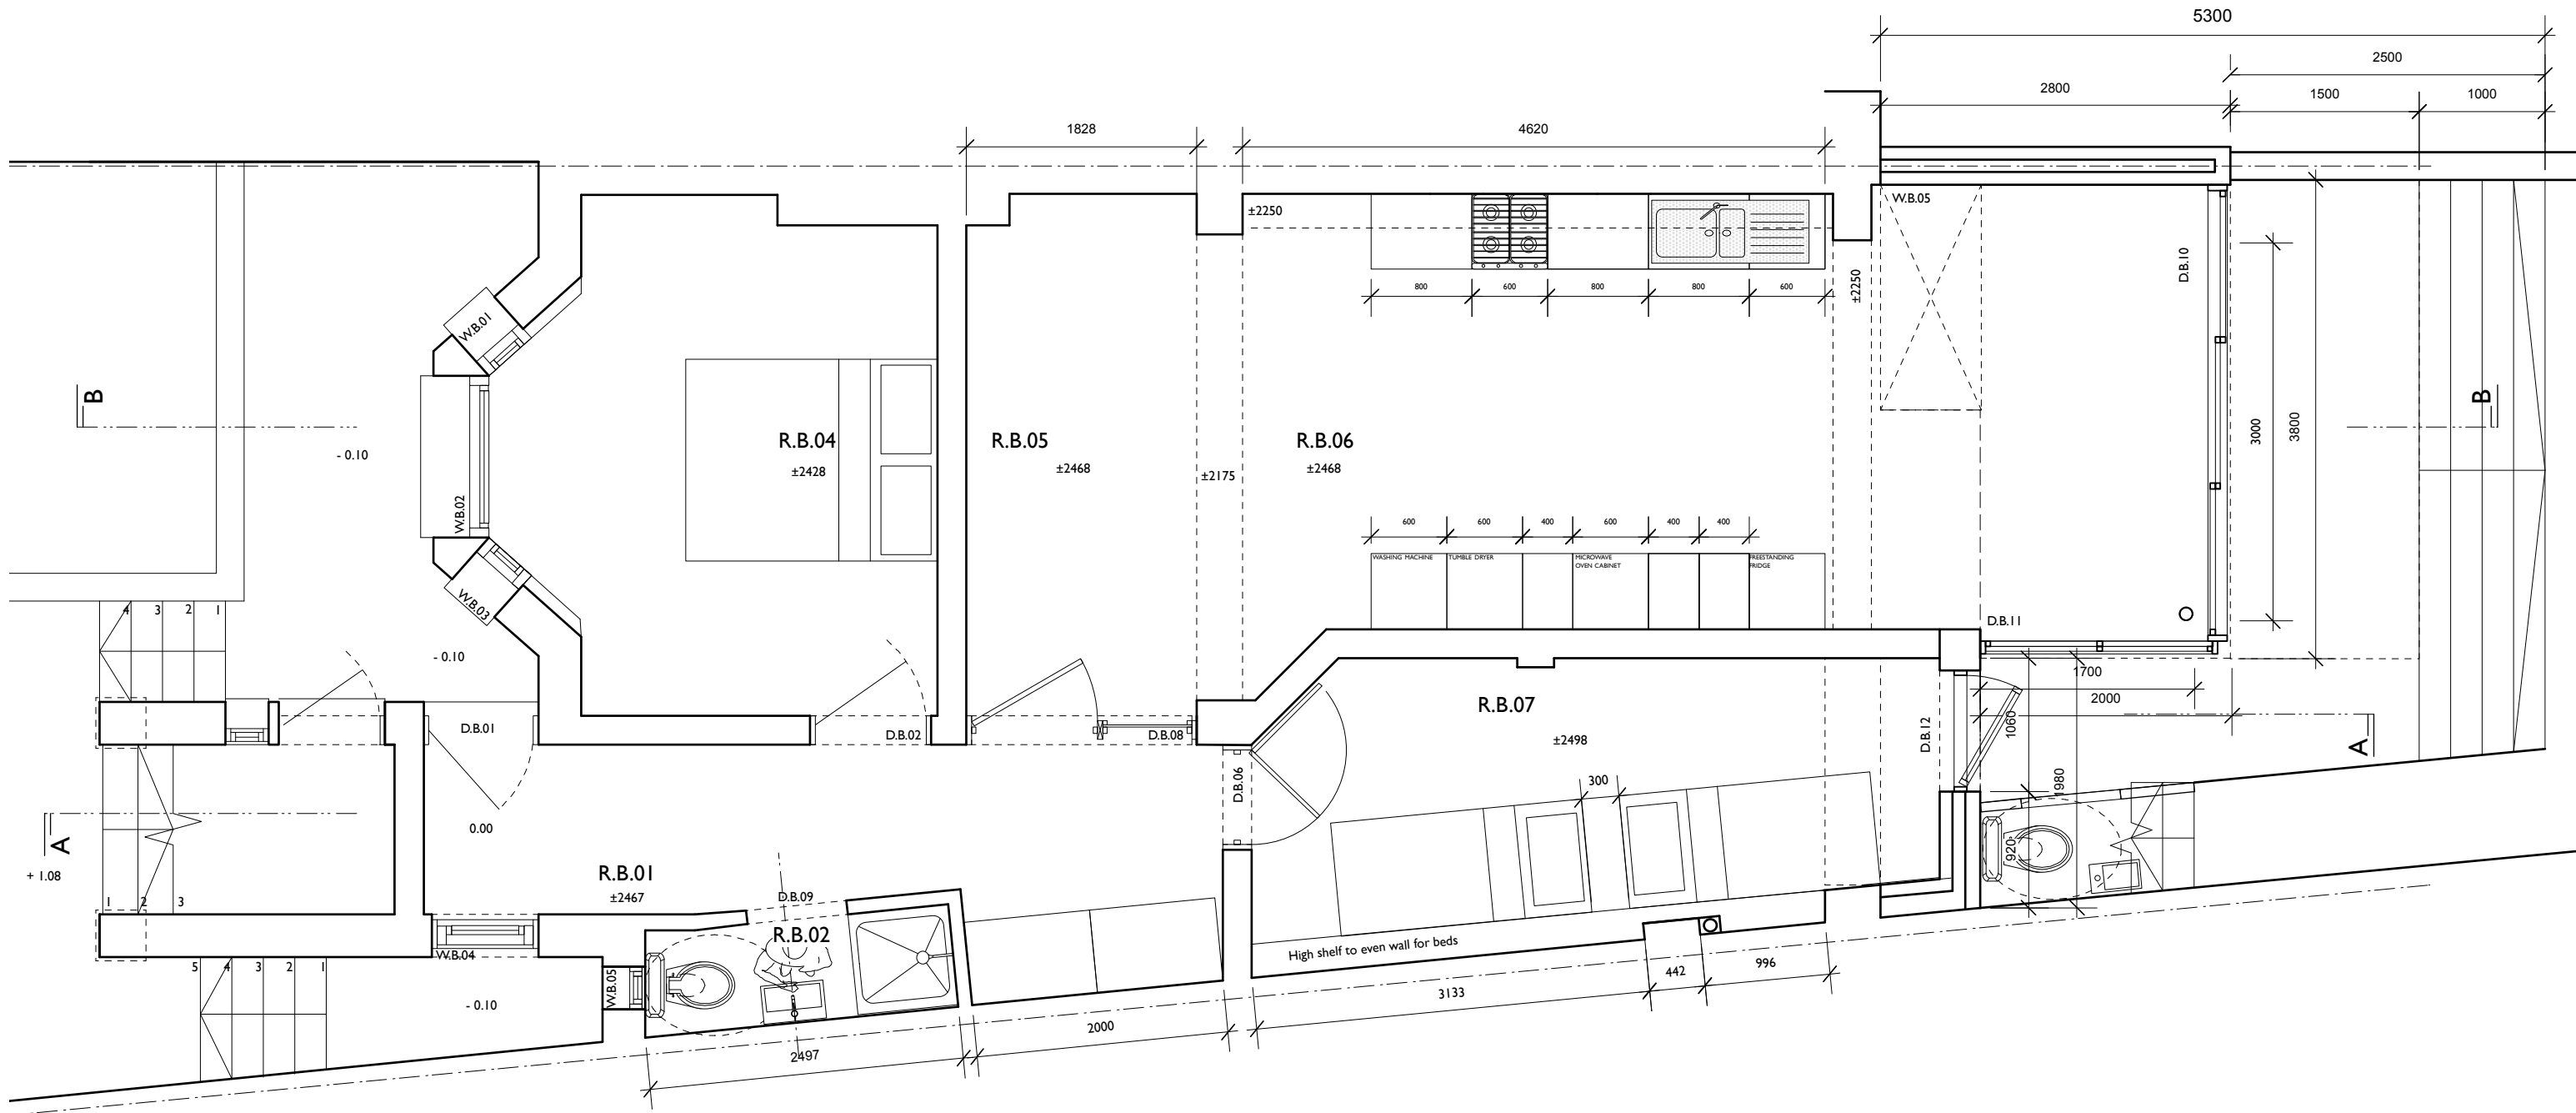 5300
2500
2800
1500
1000
1828
4620
±2250
W.B.05
D.B.10
±2250
800
600
800
800
600
W.B.01
B
B
R.B.04
±2428
R.B.05
±2468
R.B.06
±2468
3000
3800
- 0.10
±2175
W.B.02
600
600
400
600
400
400
WASHING MACHINE
TUMBLE DRYER
MICROWAVE
OVEN CABINET
FREESTANDING
FRIDGE
W.B.03
4
3
2
1
D.B.11
- 0.10
1700
2000
R.B.07
D.B.01
D.B.02
D.B.08
±2498
D.B.12
1060
A
D.B.06
300
1980
0.00
A
920
+ 1.08
R.B.01
±2467
D.B.09
1
2
3
R.B.02
High shelf to even wall for beds
W.B.04
5
4
3
2
1
W.B.05
- 0.10
442
996
3133
2000
2497